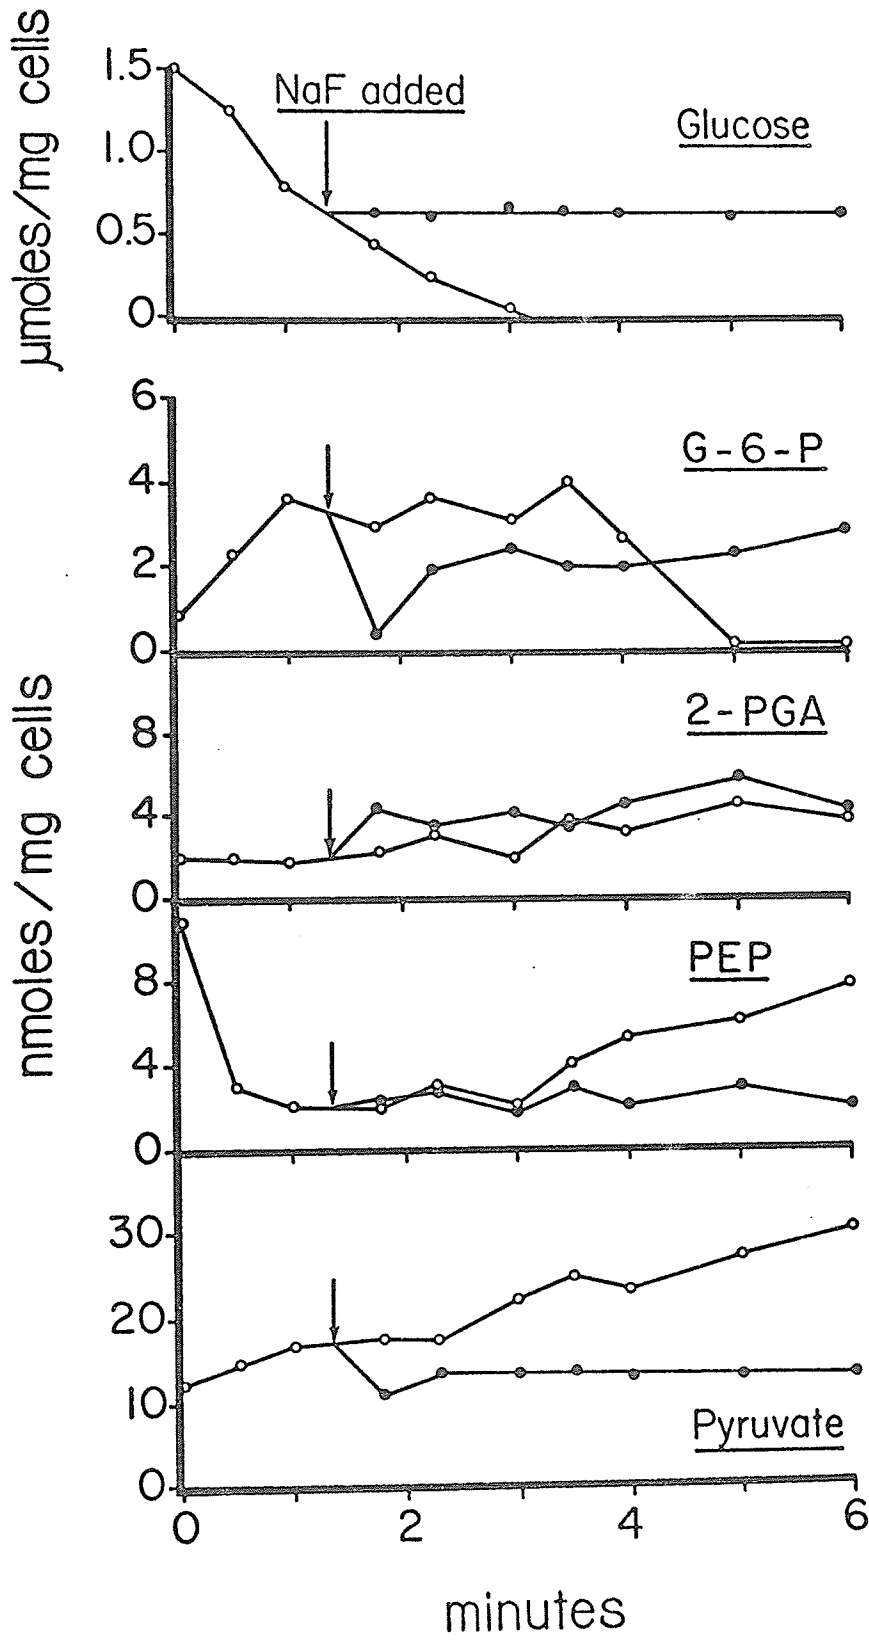 μmoles/mg cells
1.5
1.0
0.5
0
NaF added
Glucose
nmoles/mg cells
6
4
2
0
G-6-P
8
4
0
2-PGA
8
4
0
PEP
30
20
10
0
Pyruvate
0 2 4 6
minutes